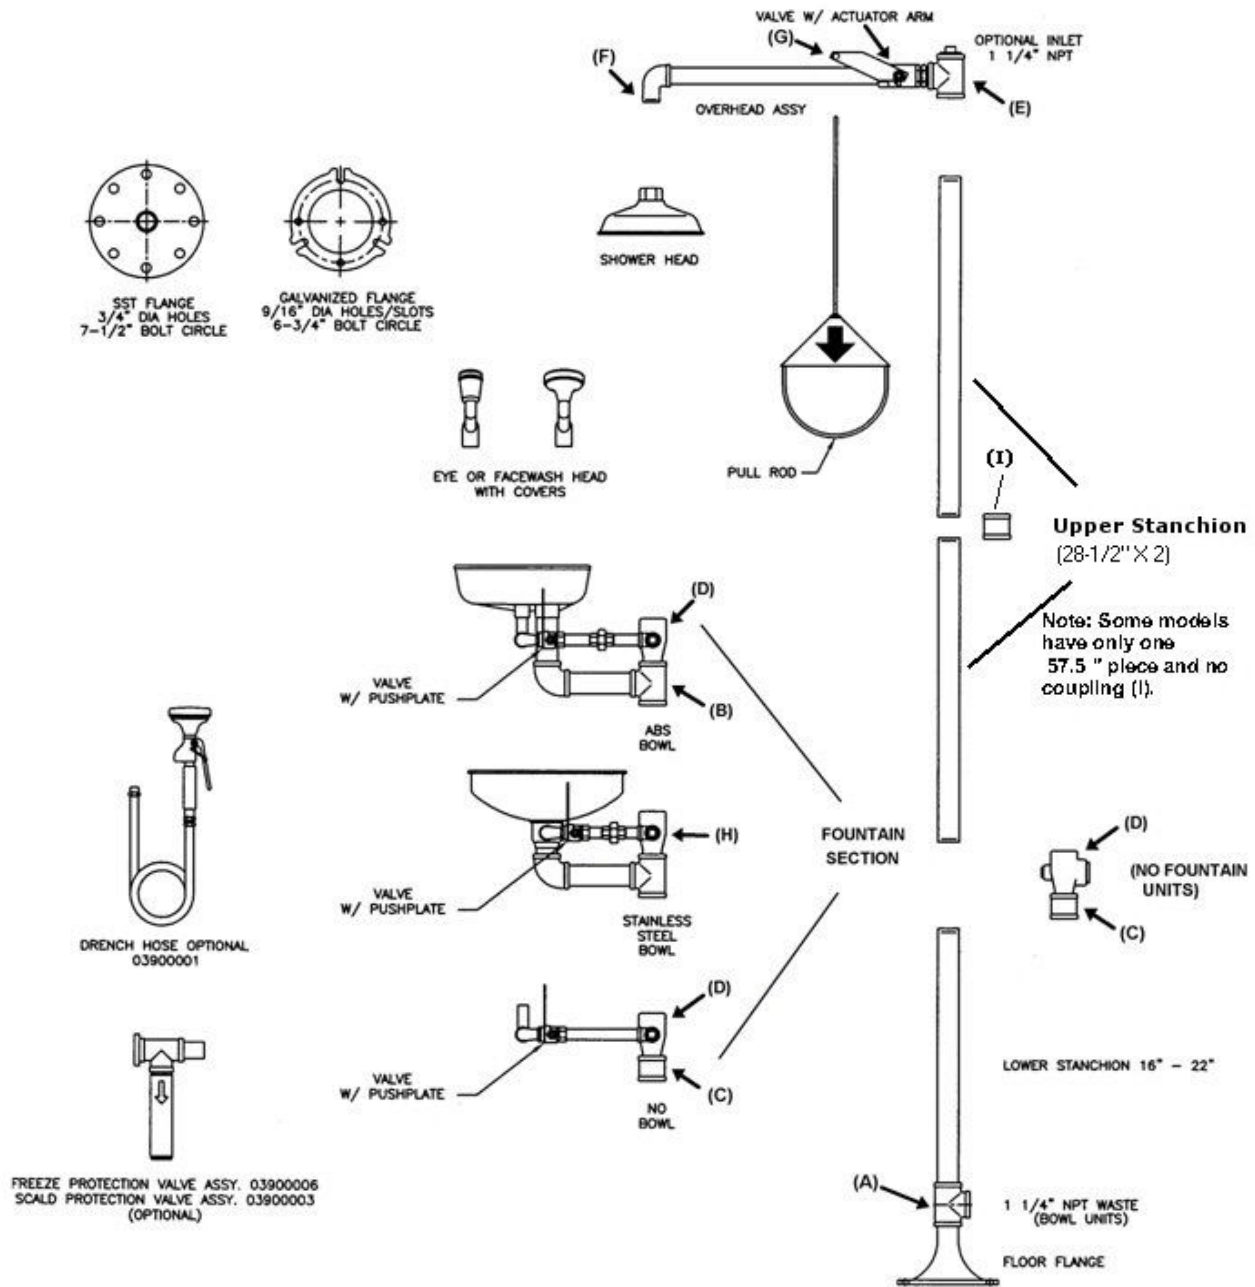 VALVE W/ ACTUATOR ARM
(G)
OPTIONAL INLET
1 1/4" NPT
(F)
(E)
OVERHEAD ASSY
SHOWER HEAD
SST FLANGE
3/4" DIA HOLES
7-1/2" BOLT CIRCLE
GALVANIZED FLANGE
9/16" DIA HOLES/SLOTS
6-3/4" BOLT CIRCLE
EYE OR FACEWASH HEAD
WITH COVERS
PULL ROD
(I)
Upper Stanchion
(28-1/2" X 2)
Note: Some models
have only one
57.5 " piece and no
coupling (I).
(D)
VALVE
W/ PUSHPLATE
(B)
ABS
BOWL
(H)
VALVE
W/ PUSHPLATE
STAINLESS
STEEL
BOWL
FOUNTAIN
SECTION
(D)
(NO FOUNTAIN
UNITS)
(C)
DRENCH HOSE OPTIONAL
03900001
(D)
VALVE
W/ PUSHPLATE
(C)
NO
BOWL
LOWER STANCHION 16" - 22"
FREEZE PROTECTION VALVE ASSY. 03900006
SCALD PROTECTION VALVE ASSY. 03900003
(OPTIONAL)
(A)
1 1/4" NPT WASTE
(BOWL UNITS)
FLOOR FLANGE